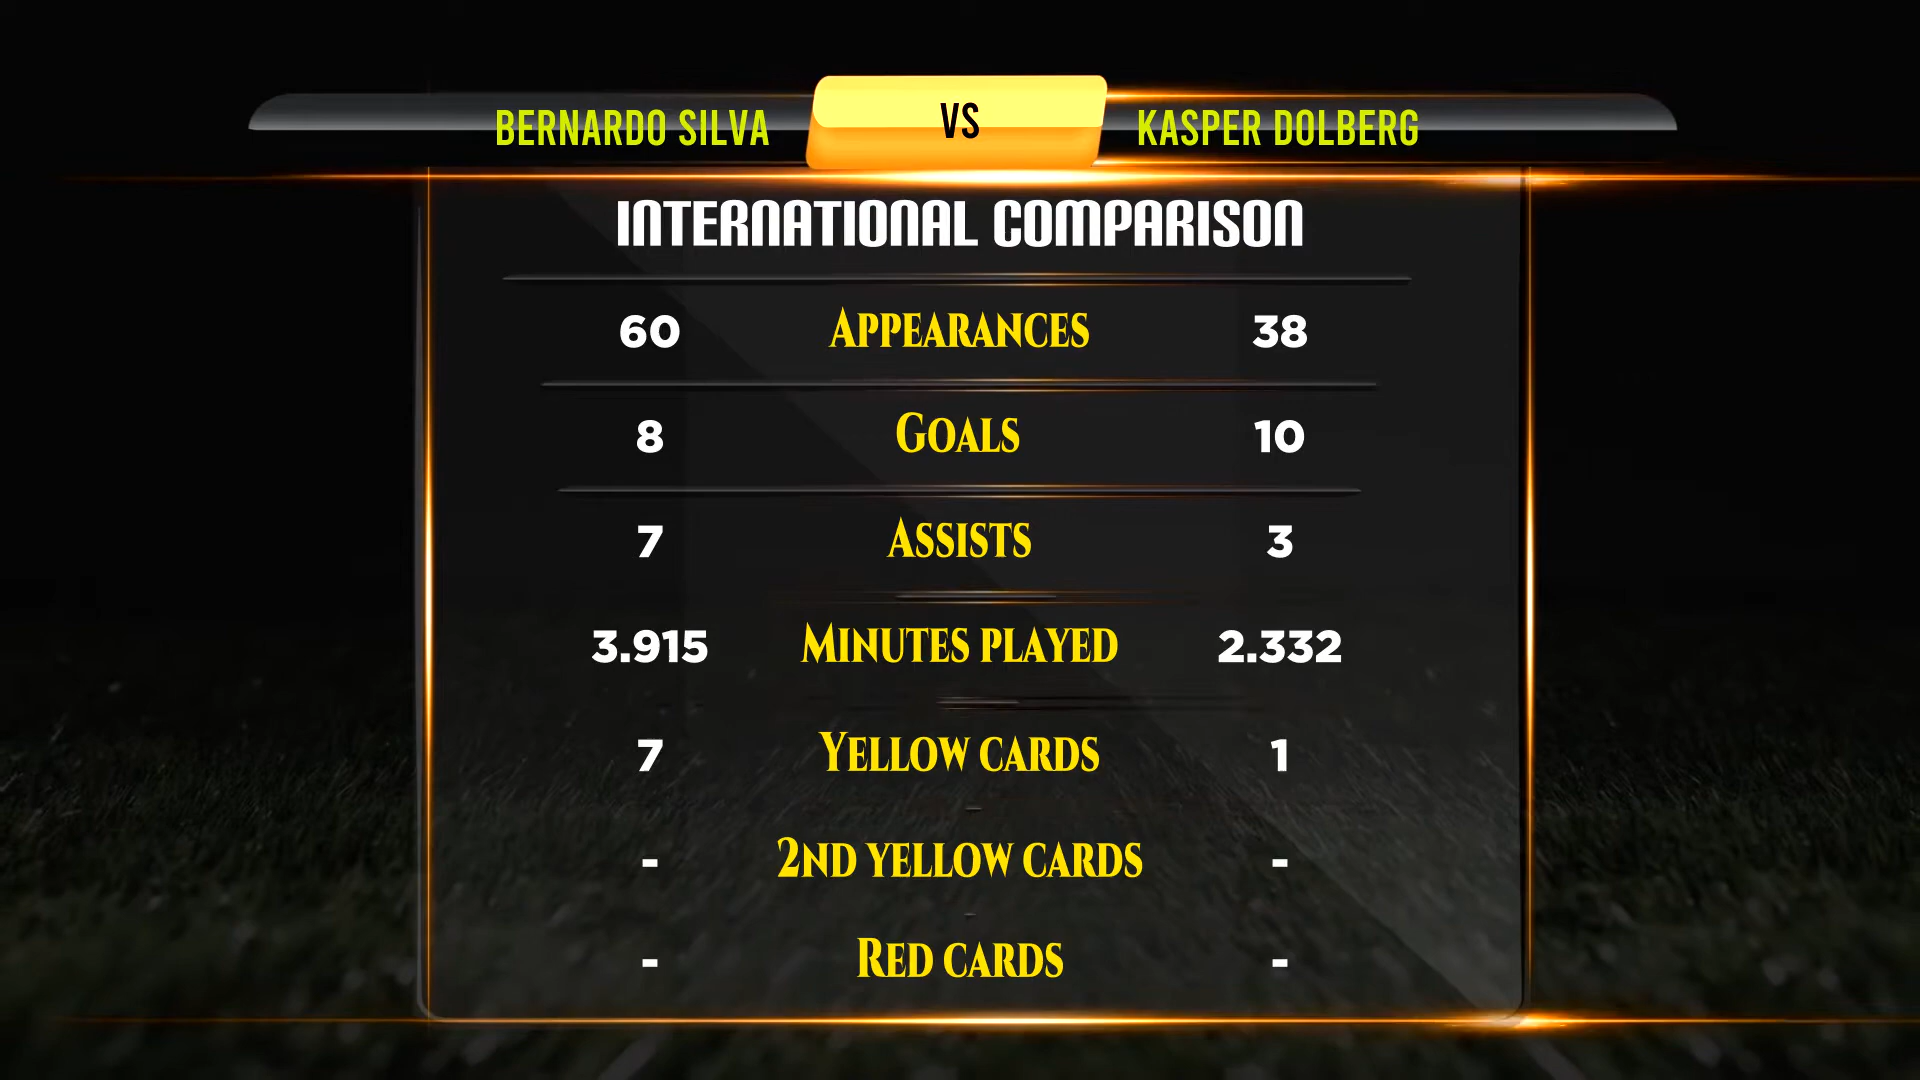 BERNARDO SILVA VS KASPER DOLBERG
INTERNATIONAL COMPARISON
60 APPEARANCES 38
8 GOALS 10
7 ASSISTS 3
3.915 MINUTES PLAYED 2.332
7 YELLOW CARDS 1
- 2ND YELLOW CARDS -
- RED CARDS -